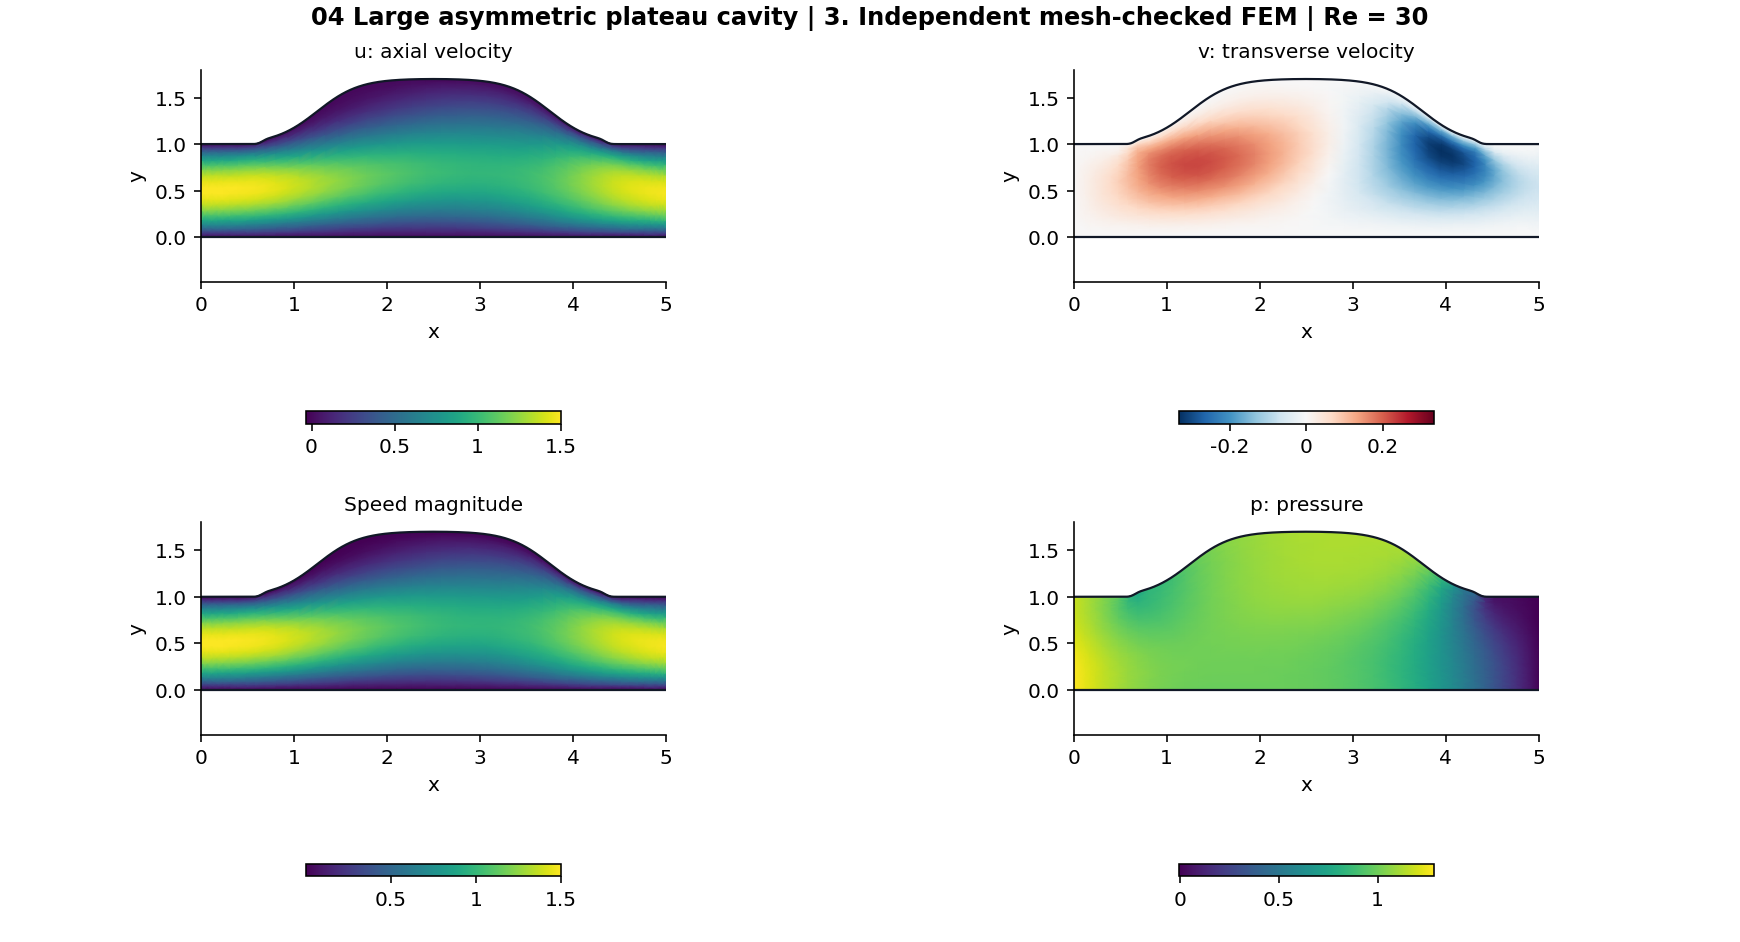 04 Large asymmetric plateau cavity | 3. Independent mesh-checked FEM | Re = 30
u: axial velocity
1.5
1.0
0.5
0.0
y
0 1 2 3 4 5
x
0 0.5 1 1.5
v: transverse velocity
1.5
1.0
0.5
0.0
y
0 1 2 3 4 5
x
-0.2 0 0.2
Speed magnitude
1.5
1.0
0.5
0.0
y
0 1 2 3 4 5
x
0.5 1 1.5
p: pressure
1.5
1.0
0.5
0.0
y
0 1 2 3 4 5
x
0 0.5 1